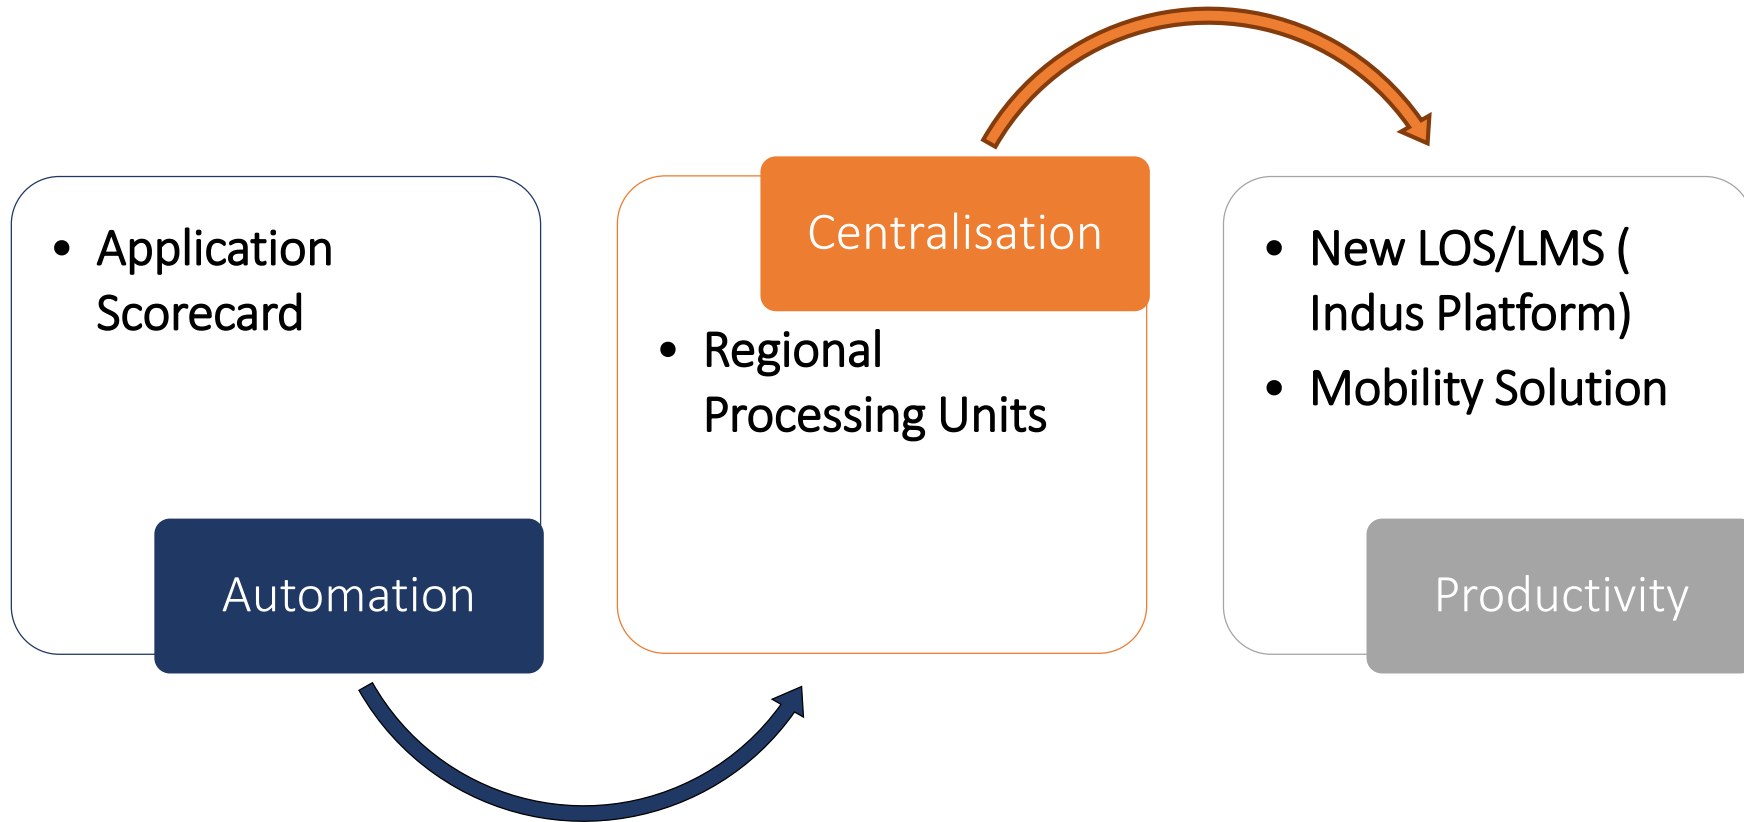 • Application
Scorecard
Automation
Centralisation
• Regional
Processing Units
• New LOS/LMS (
Indus Platform)
• Mobility Solution
Productivity